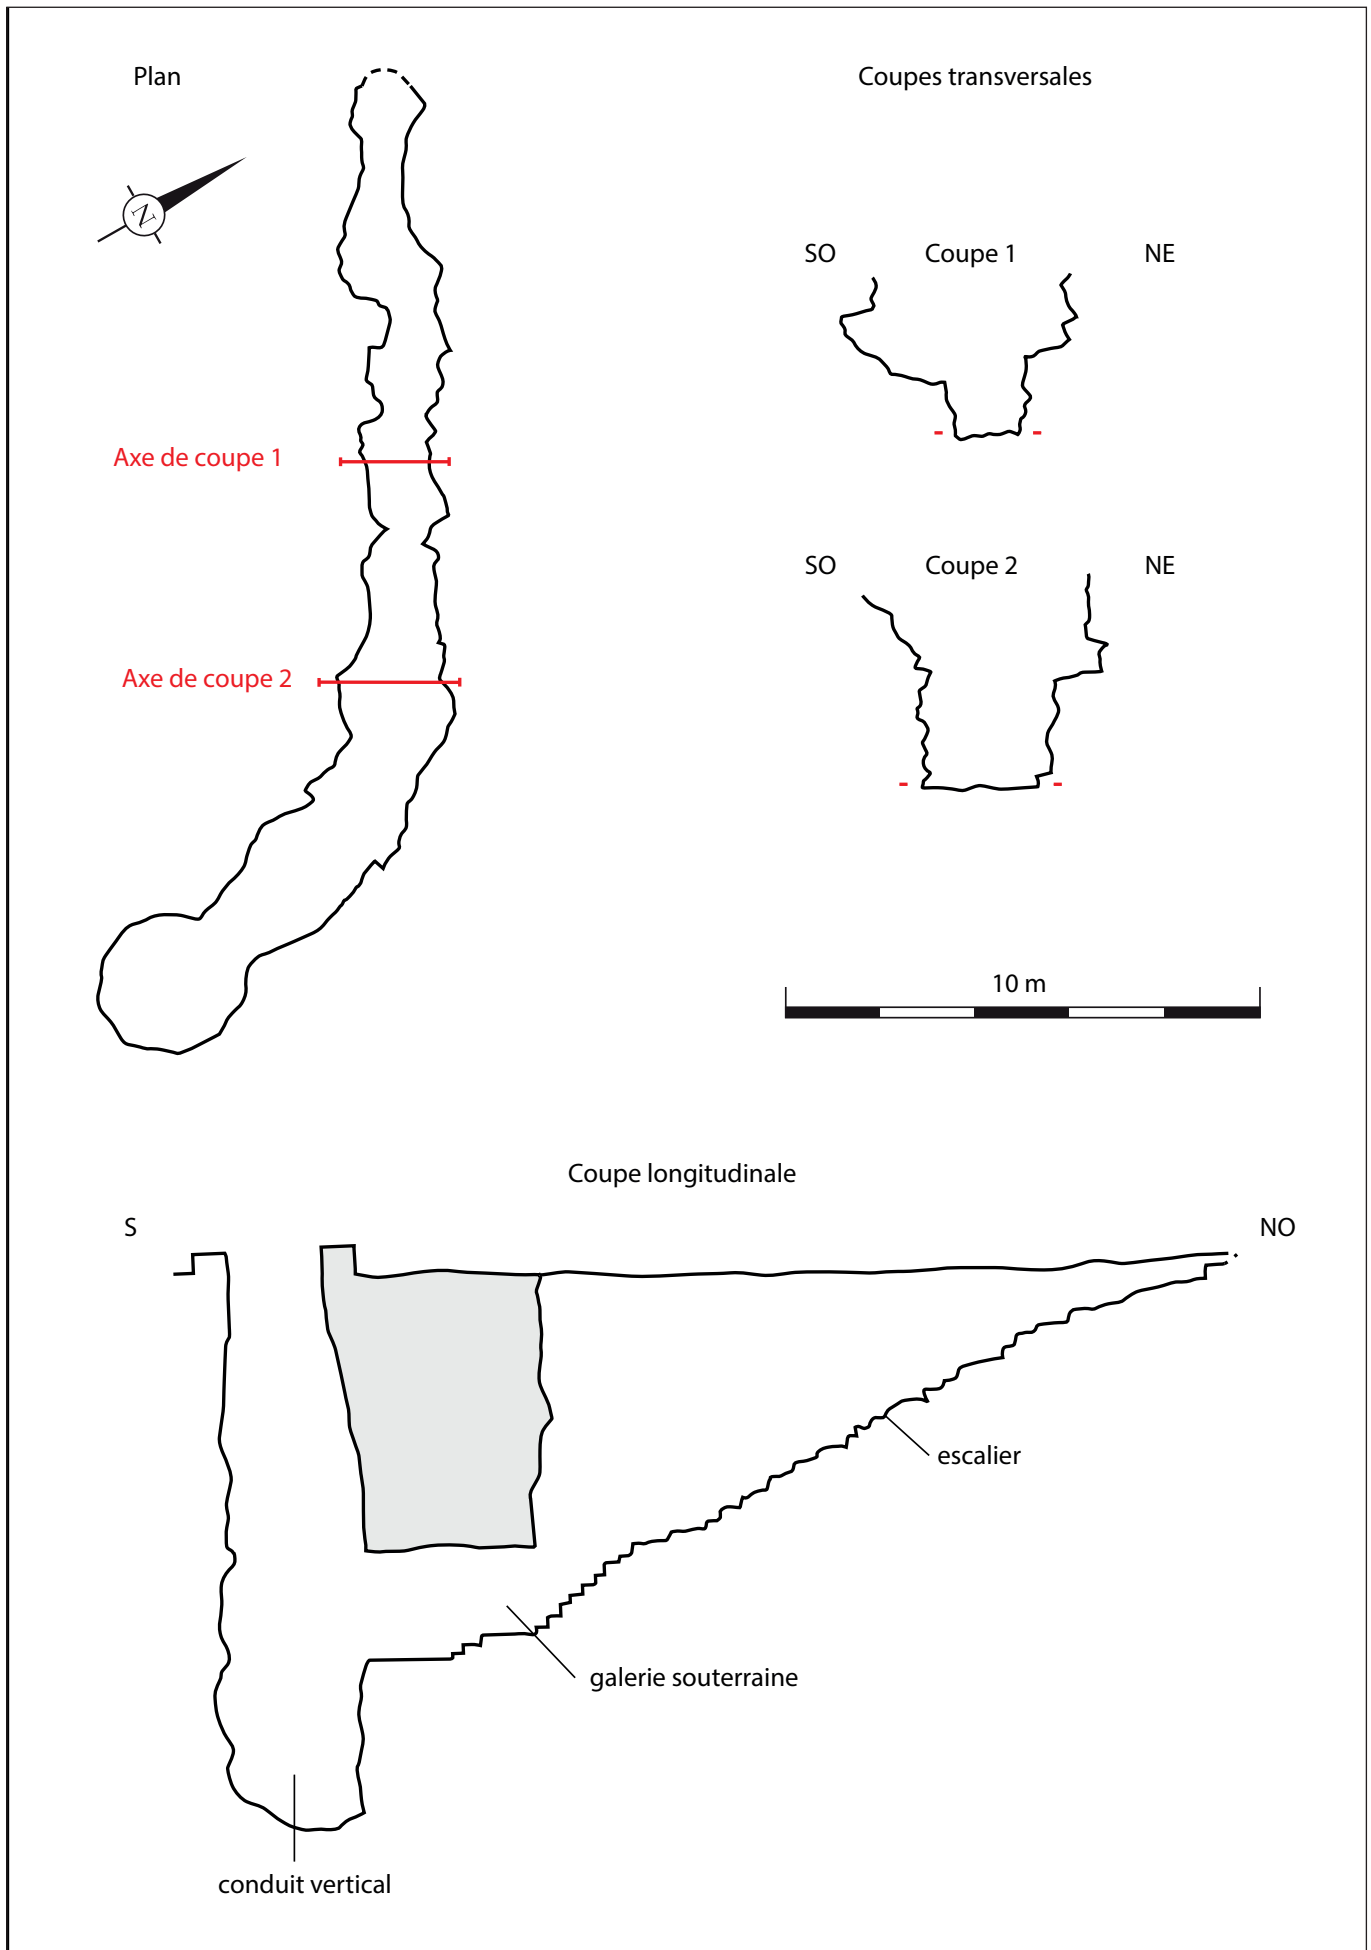 Plan
Coupes transversales
N
SO Coupe 1 NE
Axe de coupe 1
SO Coupe 2 NE
Axe de coupe 2
10 m
Coupe longitudinale
S
NO
escalier
galerie souterraine
conduit vertical